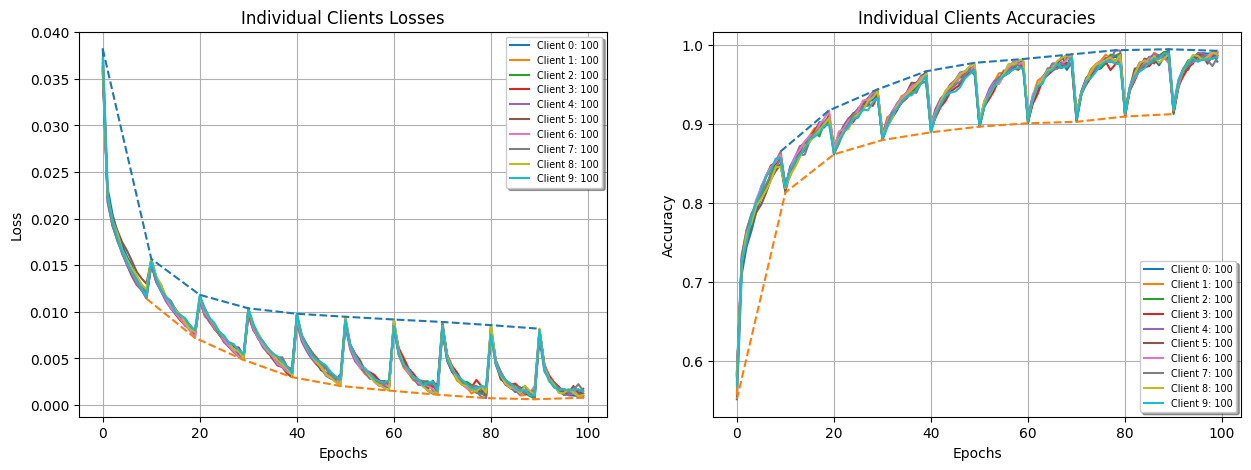 Individual Clients Losses
0.040
0.035
0.030
0.025
0.020
0.015
0.010
0.005
0.000
Loss
0
20
40
60
80
100
Epochs
Client 0: 100
Client 1: 100
Client 2: 100
Client 3: 100
Client 4: 100
Client 5: 100
Client 6: 100
Client 7: 100
Client 8: 100
Client 9: 100
Individual Clients Accuracies
1.0
0.9
0.8
0.7
0.6
Accuracy
0
20
40
60
80
100
Epochs
Client 0: 100
Client 1: 100
Client 2: 100
Client 3: 100
Client 4: 100
Client 5: 100
Client 6: 100
Client 7: 100
Client 8: 100
Client 9: 100